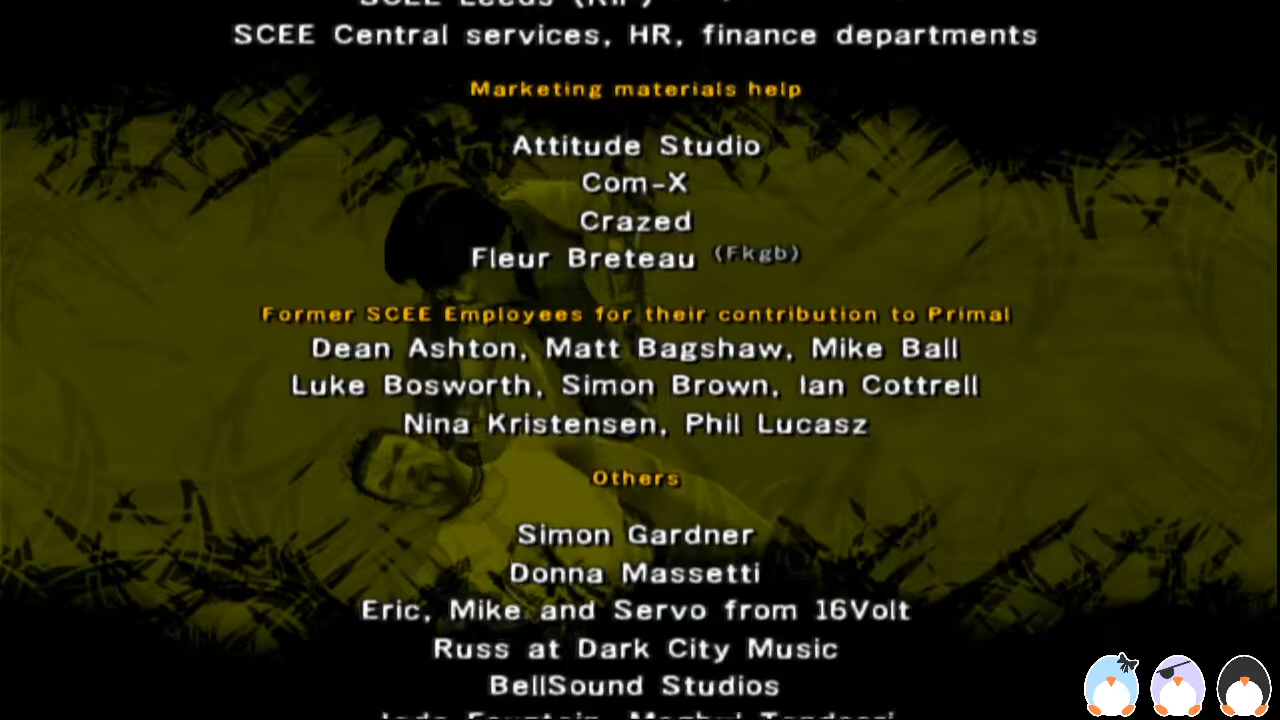 SCEE Leeds (RIP)
SCEE Central services, HR, finance departments
Marketing materials help
Attitude Studio
Com-X
Crazed
Fleur Breteau (Fkgb)
Former SCEE Employees for their contribution to Primal
Dean Ashton, Matt Bagshaw, Mike Ball
Luke Bosworth, Simon Brown, Ian Cottrell
Nina Kristensen, Phil Lucasz
Others
Simon Gardner
Donna Massetti
Eric, Mike and Servo from 16Volt
Russ at Dark City Music
BellSound Studios